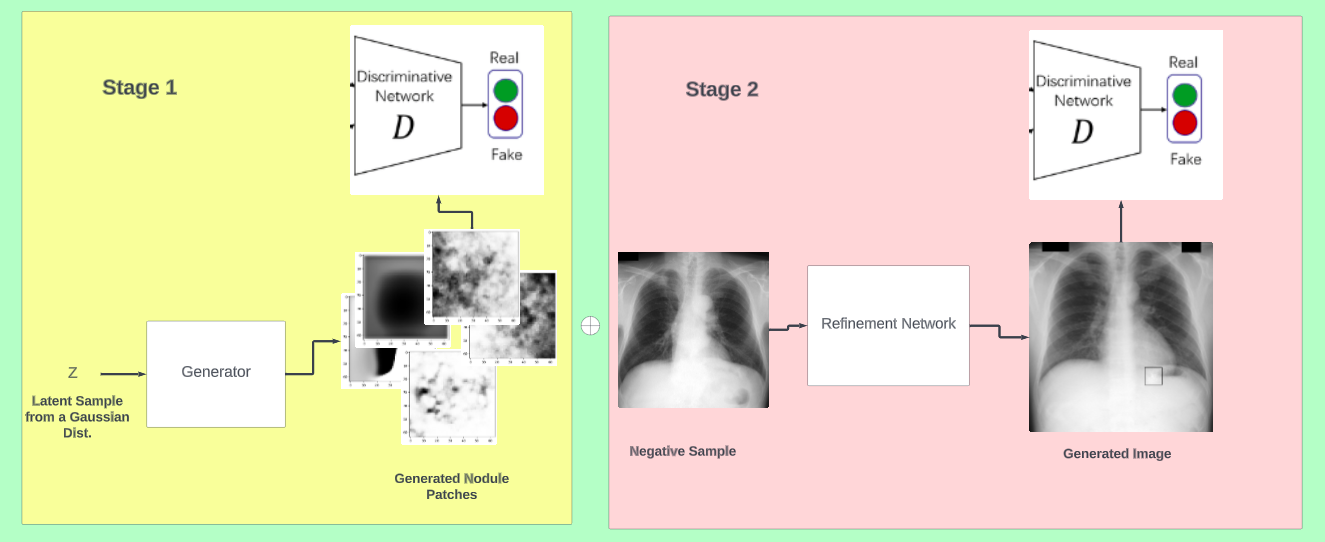 Stage 1
Discriminative
Network
D
Real
Fake
Z
Latent Sample
from a Gaussian
Dist.
Generator
Generated Nodule
Patches
Stage 2
Discriminative
Network
D
Real
Fake
Negative Sample
Refinement Network
Generated Image